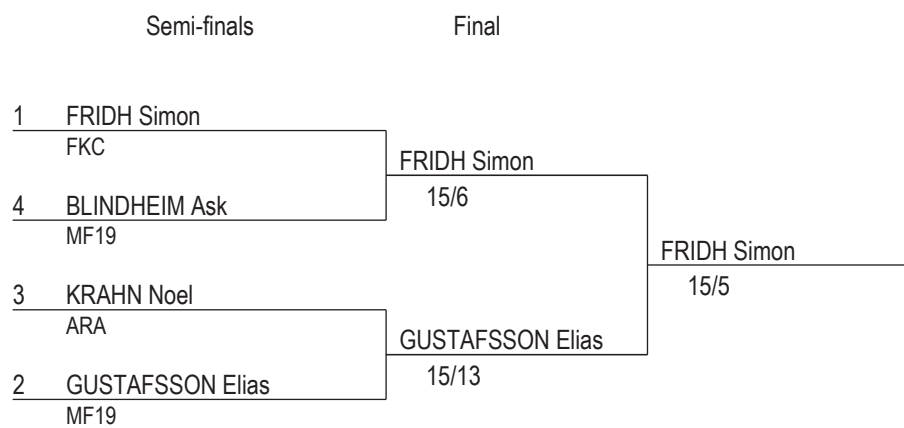 Semi-finals Final
1 FRIDH Simon
FKC
FRIDH Simon
15/6
4 BLINDHEIM Ask
MF19
FRIDH Simon
15/5
3 KRAHN Noel
ARA
GUSTAFSSON Elias
15/13
2 GUSTAFSSON Elias
MF19